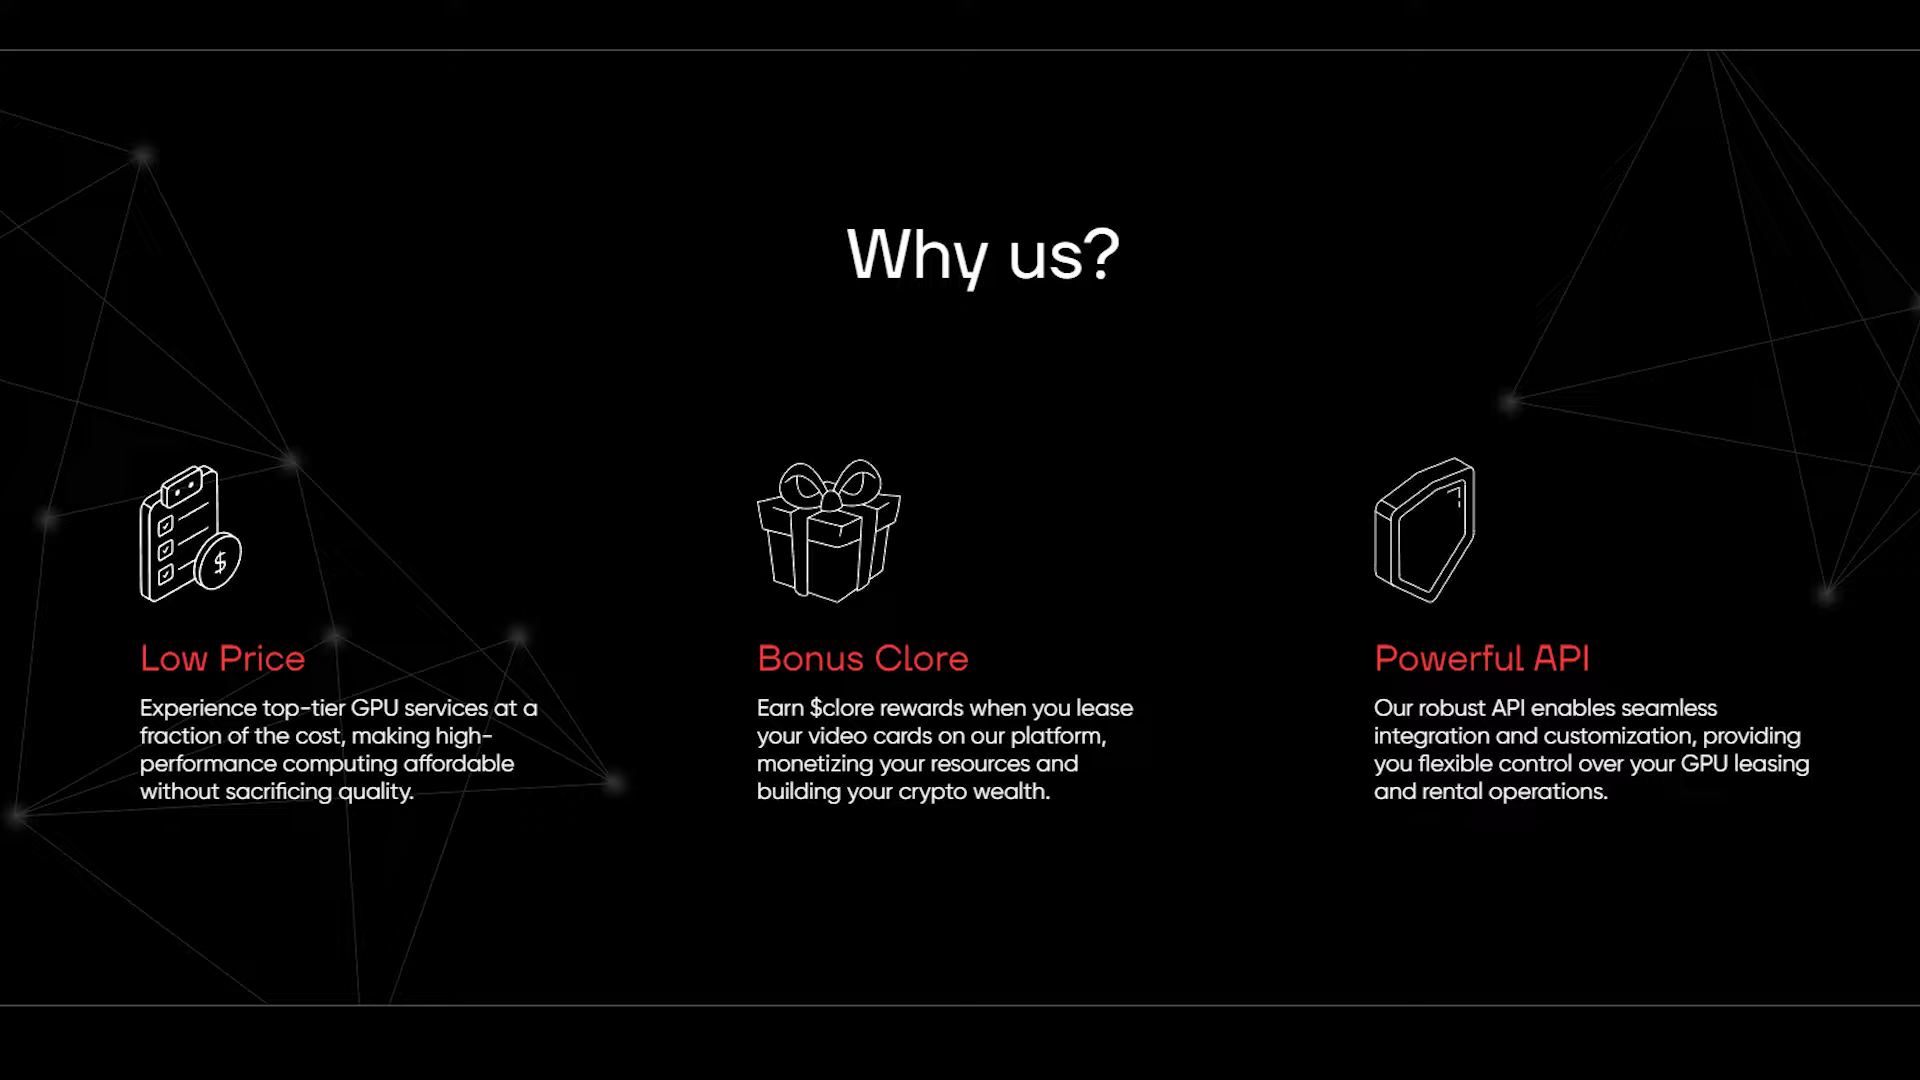 Why us?
Low Price
Experience top-tier GPU services at a
fraction of the cost, making high-
performance computing affordable
without sacrificing quality.
Bonus Clore
Earn $clore rewards when you lease
your video cards on our platform,
monetizing your resources and
building your crypto wealth.
Powerful API
Our robust API enables seamless
integration and customization, providing
you flexible control over your GPU leasing
and rental operations.